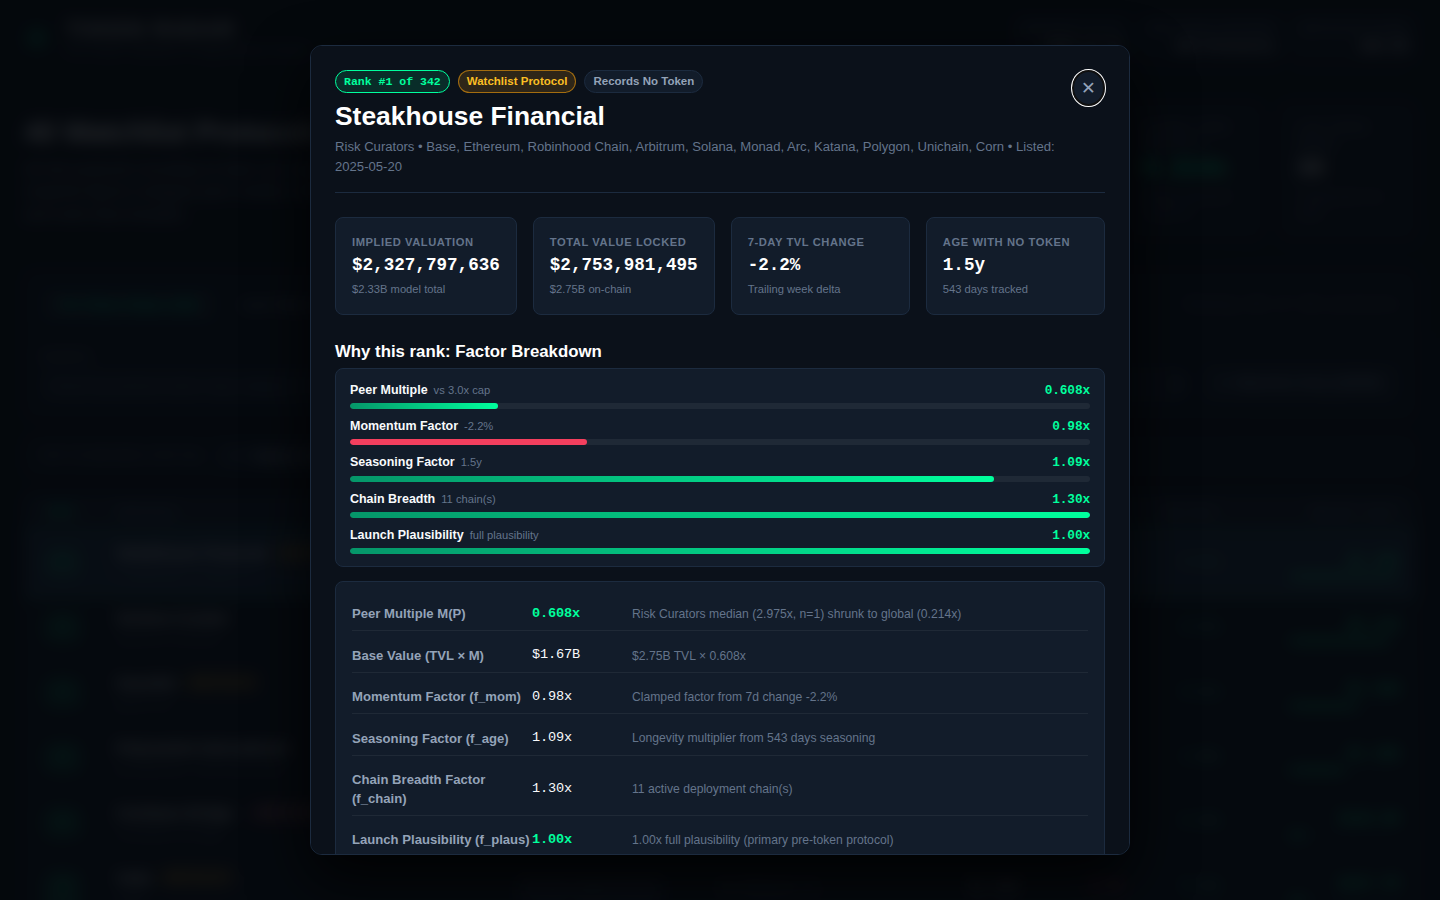 Rank #1 of 342
Watchlist Protocol
Records No Token
Steakhouse Financial
Risk Curators • Base, Ethereum, Robinhood Chain, Arbitrum, Solana, Monad, Arc, Katana, Polygon, Unichain, Corn • Listed:
2025-05-20
IMPLIED VALUATION
$2,327,797,636
$2.33B model total
TOTAL VALUE LOCKED
$2,753,981,495
$2.75B on-chain
7-DAY TVL CHANGE
-2.2%
Trailing week delta
AGE WITH NO TOKEN
1.5y
543 days tracked
Why this rank: Factor Breakdown
Peer Multiple vs 3.0x cap 0.608x
Momentum Factor -2.2% 0.98x
Seasoning Factor 1.5y 1.09x
Chain Breadth 11 chain(s) 1.30x
Launch Plausibility full plausibility 1.00x
Peer Multiple M(P) 0.608x Risk Curators median (2.975x, n=1) shrunk to global (0.214x)
Base Value (TVL × M) $1.67B $2.75B TVL × 0.608x
Momentum Factor (f_mom) 0.98x Clamped factor from 7d change -2.2%
Seasoning Factor (f_age) 1.09x Longevity multiplier from 543 days seasoning
Chain Breadth Factor
(f_chain) 1.30x 11 active deployment chain(s)
Launch Plausibility (f_plaus) 1.00x 1.00x full plausibility (primary pre-token protocol)